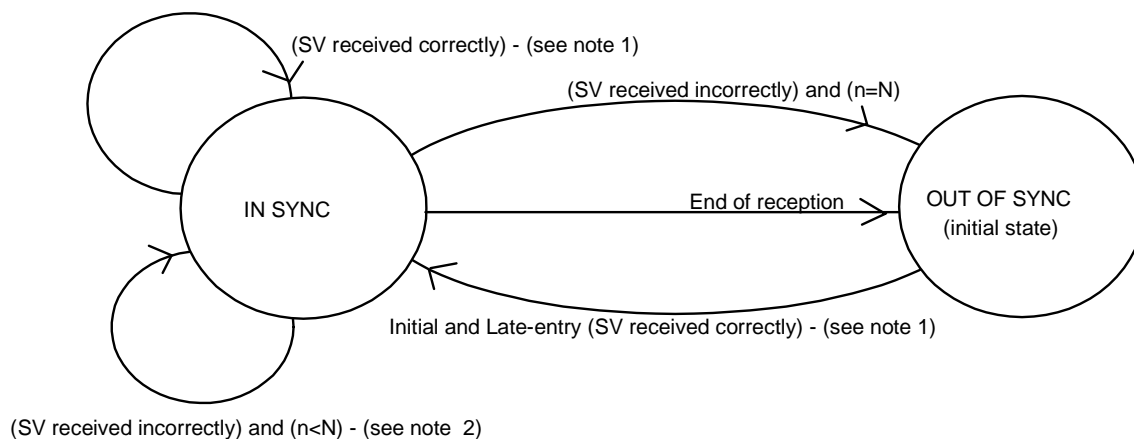 (SV received correctly) - (see note 1)
(SV received incorrectly) and (n=N)
IN SYNC
End of reception
OUT OF SYNC
(initial state)
Initial and Late-entry (SV received correctly) - (see note 1)
(SV received incorrectly) and (n<N) - (see note 2)